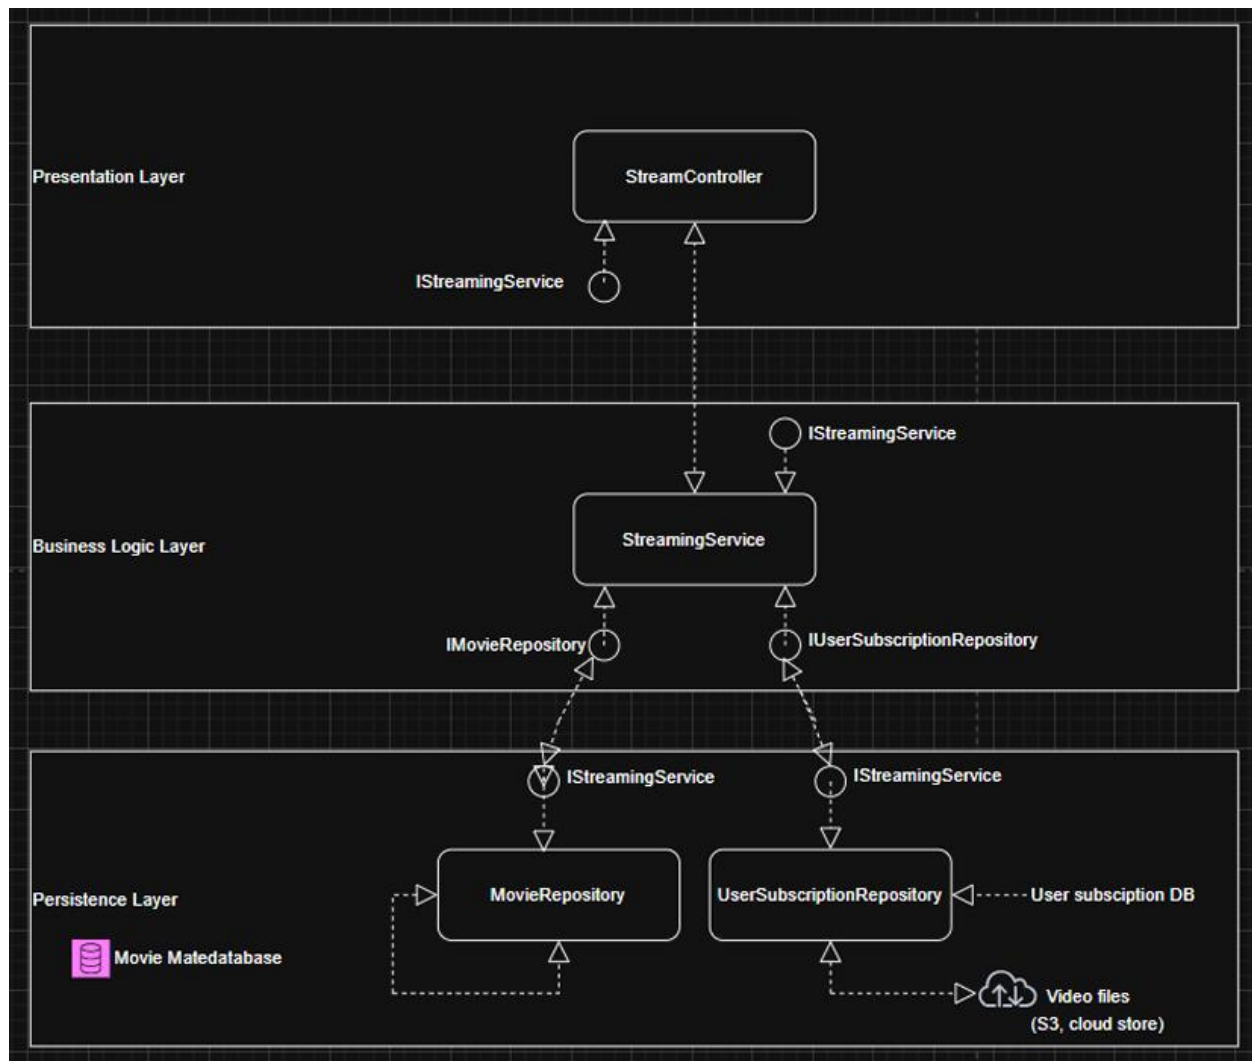 Presentation Layer
StreamController
IStreamingService
IStreamingService
Business Logic Layer
StreamingService
IMovieRepository
IUserSubscriptionRepository
IStreamingService
IStreamingService
Persistence Layer
MovieRepository
UserSubscriptionRepository
User subsciption DB
Movie Matedatabase
Video files
(S3, cloud store)